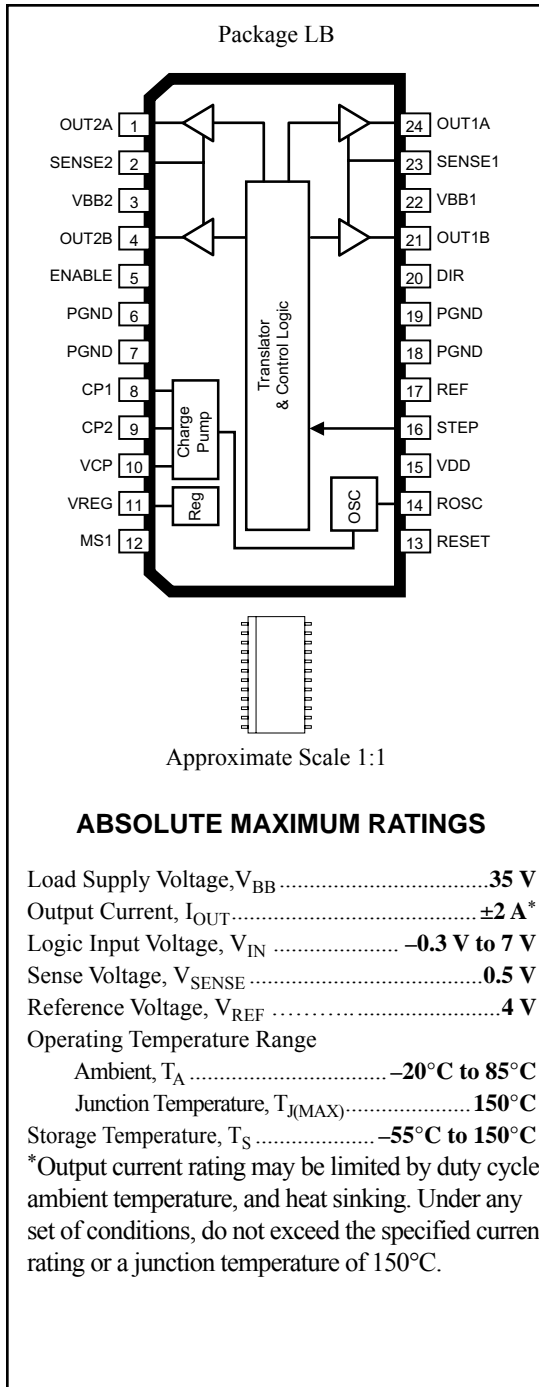 Package LB
OUT2A 1
SENSE2 2
VBB2 3
OUT2B 4
ENABLE 5
PGND 6
PGND 7
CP1 8
CP2 9
VCP 10
VREG 11
MS1 12
24 OUT1A
23 SENSE1
22 VBB1
21 OUT1B
20 DIR
19 PGND
18 PGND
17 REF
16 STEP
15 VDD
14 ROSC
13 RESET
Translator
& Control Logic
Charge
Pump
Reg
OSC
Approximate Scale 1:1
ABSOLUTE MAXIMUM RATINGS
Load Supply Voltage,VBB ................................35 V
Output Current, IOUT..................................... ±2 A*
Logic Input Voltage, VIN ................... –0.3 V to 7 V
Sense Voltage, VSENSE ..................................0.5 V
Reference Voltage, VREF ...................................4 V
Operating Temperature Range
Ambient, TA .............................. –20°C to 85°C
Junction Temperature, TJ(MAX)................... 150°C
Storage Temperature, TS .................. –55°C to 150°C
*Output current rating may be limited by duty cycle
ambient temperature, and heat sinking. Under any
set of conditions, do not exceed the specified curren
rating or a junction temperature of 150°C.